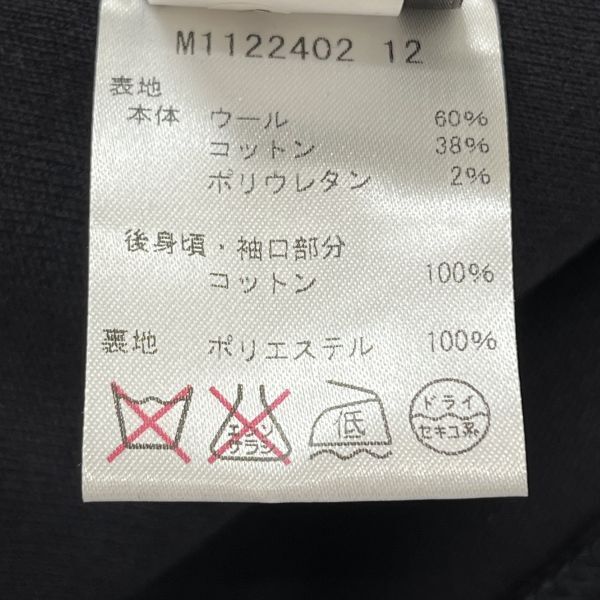 M1122402 12
表地
本体 ウール 60%
コットン 38%
ポリウレタン 2%
後身頃・袖口部分
コットン 100%
裏地 ポリエステル 100%
エンソ
サラシ
低
ドライ
セキユ系